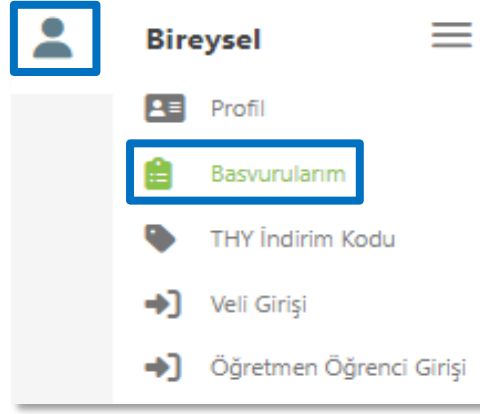 Bireysel
Profil
Basvurularım
THY İndirim Kodu
Veli Girişi
Öğretmen Öğrenci Girişi